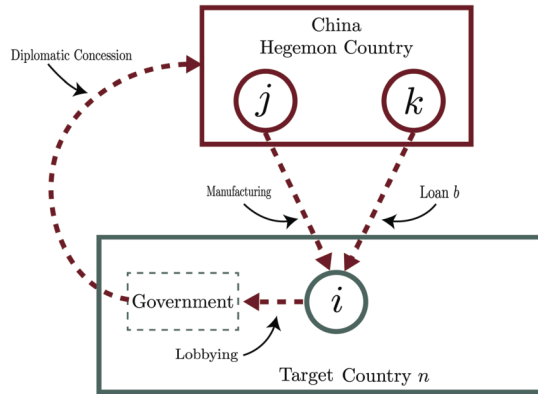 China
Hegemon Country
Diplomatic Concession
j
k
Manufacturing
Loan b
Government
i
Lobbying
Target Country n